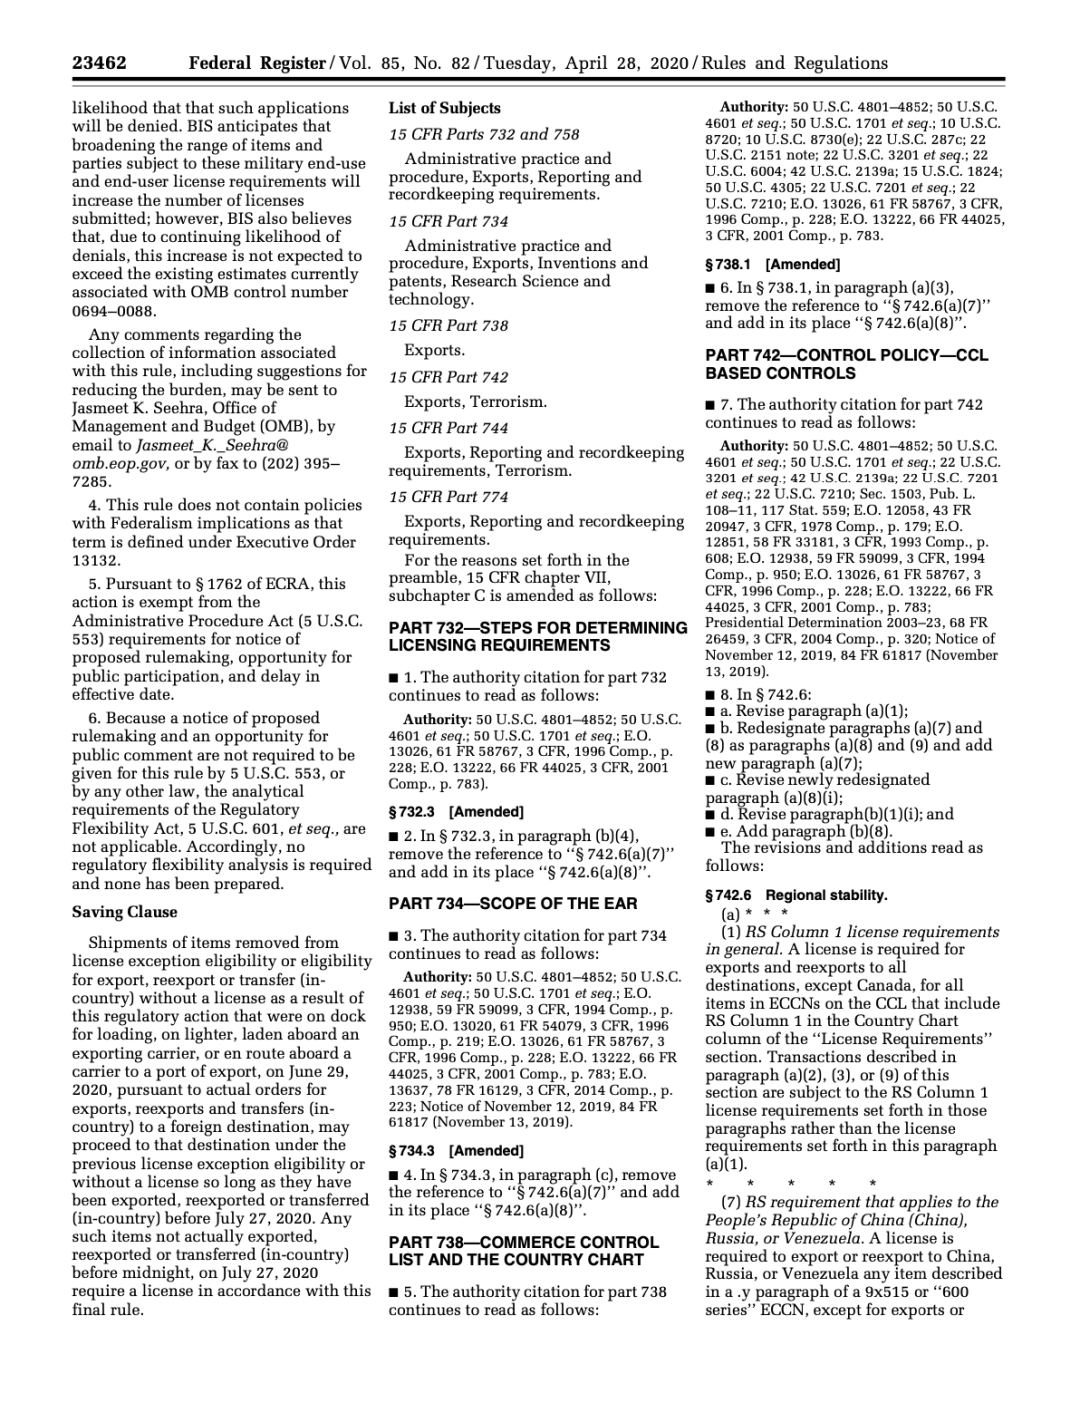 23462 Federal Register / Vol. 85, No. 82 / Tuesday, April 28, 2020 / Rules and Regulations
likelihood that that such applications
will be denied. BIS anticipates that
broadening the range of items and
parties subject to these military end-use
and end-user license requirements will
increase the number of licenses
submitted; however, BIS also believes
that, due to continuing likelihood of
denials, this increase is not expected to
exceed the existing estimates currently
associated with OMB control number
0694–0088.
Any comments regarding the
collection of information associated
with this rule, including suggestions for
reducing the burden, may be sent to
Jasmeet K. Seehra, Office of
Management and Budget (OMB), by
email to Jasmeet_K._Seehra@
omb.eop.gov, or by fax to (202) 395–
7285.
4. This rule does not contain policies
with Federalism implications as that
term is defined under Executive Order
13132.
5. Pursuant to § 1762 of ECRA, this
action is exempt from the
Administrative Procedure Act (5 U.S.C.
553) requirements for notice of
proposed rulemaking, opportunity for
public participation, and delay in
effective date.
6. Because a notice of proposed
rulemaking and an opportunity for
public comment are not required to be
given for this rule by 5 U.S.C. 553, or
by any other law, the analytical
requirements of the Regulatory
Flexibility Act, 5 U.S.C. 601, et seq., are
not applicable. Accordingly, no
regulatory flexibility analysis is required
and none has been prepared.
Saving Clause
Shipments of items removed from
license exception eligibility or eligibility
for export, reexport or transfer (in-
country) without a license as a result of
this regulatory action that were on dock
for loading, on lighter, laden aboard an
exporting carrier, or en route aboard a
carrier to a port of export, on June 29,
2020, pursuant to actual orders for
exports, reexports and transfers (in-
country) to a foreign destination, may
proceed to that destination under the
previous license exception eligibility or
without a license so long as they have
been exported, reexported or transferred
(in-country) before July 27, 2020. Any
such items not actually exported,
reexported or transferred (in-country)
before midnight, on July 27, 2020
require a license in accordance with this
final rule.
List of Subjects
15 CFR Parts 732 and 758
Administrative practice and
procedure, Exports, Reporting and
recordkeeping requirements.
15 CFR Part 734
Administrative practice and
procedure, Exports, Inventions and
patents, Research Science and
technology.
15 CFR Part 738
Exports.
15 CFR Part 742
Exports, Terrorism.
15 CFR Part 744
Exports, Reporting and recordkeeping
requirements, Terrorism.
15 CFR Part 774
Exports, Reporting and recordkeeping
requirements.
For the reasons set forth in the
preamble, 15 CFR chapter VII,
subchapter C is amended as follows:
PART 732—STEPS FOR DETERMINING
LICENSING REQUIREMENTS
■ 1. The authority citation for part 732
continues to read as follows:
Authority: 50 U.S.C. 4801–4852; 50 U.S.C.
4601 et seq.; 50 U.S.C. 1701 et seq.; E.O.
13026, 61 FR 58767, 3 CFR, 1996 Comp., p.
228; E.O. 13222, 66 FR 44025, 3 CFR, 2001
Comp., p. 783).
§ 732.3 [Amended]
■ 2. In § 732.3, in paragraph (b)(4),
remove the reference to ‘‘§ 742.6(a)(7)’’
and add in its place ‘‘§ 742.6(a)(8)’’.
PART 734—SCOPE OF THE EAR
■ 3. The authority citation for part 734
continues to read as follows:
Authority: 50 U.S.C. 4801–4852; 50 U.S.C.
4601 et seq.; 50 U.S.C. 1701 et seq.; E.O.
12938, 59 FR 59099, 3 CFR, 1994 Comp., p.
950; E.O. 13020, 61 FR 54079, 3 CFR, 1996
Comp., p. 219; E.O. 13026, 61 FR 58767, 3
CFR, 1996 Comp., p. 228; E.O. 13222, 66 FR
44025, 3 CFR, 2001 Comp., p. 783; E.O.
13637, 78 FR 16129, 3 CFR, 2014 Comp., p.
223; Notice of November 12, 2019, 84 FR
61817 (November 13, 2019).
§ 734.3 [Amended]
■ 4. In § 734.3, in paragraph (c), remove
the reference to ‘‘§ 742.6(a)(7)’’ and add
in its place ‘‘§ 742.6(a)(8)’’.
PART 738—COMMERCE CONTROL
LIST AND THE COUNTRY CHART
■ 5. The authority citation for part 738
continues to read as follows:
Authority: 50 U.S.C. 4801–4852; 50 U.S.C.
4601 et seq.; 50 U.S.C. 1701 et seq.; 10 U.S.C.
8720; 10 U.S.C. 8730(e); 22 U.S.C. 287c; 22
U.S.C. 2151 note; 22 U.S.C. 3201 et seq.; 22
U.S.C. 6004; 42 U.S.C. 2139a; 15 U.S.C. 1824;
50 U.S.C. 4305; 22 U.S.C. 7201 et seq.; 22
U.S.C. 7210; E.O. 13026, 61 FR 58767, 3 CFR,
1996 Comp., p. 228; E.O. 13222, 66 FR 44025,
3 CFR, 2001 Comp., p. 783.
§ 738.1 [Amended]
■ 6. In § 738.1, in paragraph (a)(3),
remove the reference to ‘‘§ 742.6(a)(7)’’
and add in its place ‘‘§ 742.6(a)(8)’’.
PART 742—CONTROL POLICY—CCL
BASED CONTROLS
■ 7. The authority citation for part 742
continues to read as follows:
Authority: 50 U.S.C. 4801–4852; 50 U.S.C.
4601 et seq.; 50 U.S.C. 1701 et seq.; 22 U.S.C.
3201 et seq.; 42 U.S.C. 2139a; 22 U.S.C. 7201
et seq.; 22 U.S.C. 7210; Sec. 1503, Pub. L.
108–11, 117 Stat. 559; E.O. 12058, 43 FR
20947, 3 CFR, 1978 Comp., p. 179; E.O.
12851, 58 FR 33181, 3 CFR, 1993 Comp., p.
608; E.O. 12938, 59 FR 59099, 3 CFR, 1994
Comp., p. 950; E.O. 13026, 61 FR 58767, 3
CFR, 1996 Comp., p. 228; E.O. 13222, 66 FR
44025, 3 CFR, 2001 Comp., p. 783;
Presidential Determination 2003–23, 68 FR
26459, 3 CFR, 2004 Comp., p. 320; Notice of
November 12, 2019, 84 FR 61817 (November
13, 2019).
■ 8. In § 742.6:
■ a. Revise paragraph (a)(1);
■ b. Redesignate paragraphs (a)(7) and
(8) as paragraphs (a)(8) and (9) and add
new paragraph (a)(7);
■ c. Revise newly redesignated
paragraph (a)(8)(i);
■ d. Revise paragraph(b)(1)(i); and
■ e. Add paragraph (b)(8).
The revisions and additions read as
follows:
§ 742.6 Regional stability.
(a) * * *
(1) RS Column 1 license requirements
in general. A license is required for
exports and reexports to all
destinations, except Canada, for all
items in ECCNs on the CCL that include
RS Column 1 in the Country Chart
column of the ‘‘License Requirements’’
section. Transactions described in
paragraph (a)(2), (3), or (9) of this
section are subject to the RS Column 1
license requirements set forth in those
paragraphs rather than the license
requirements set forth in this paragraph
(a)(1).
* * * * *
(7) RS requirement that applies to the
People’s Republic of China (China),
Russia, or Venezuela. A license is
required to export or reexport to China,
Russia, or Venezuela any item described
in a .y paragraph of a 9x515 or ‘‘600
series’’ ECCN, except for exports or